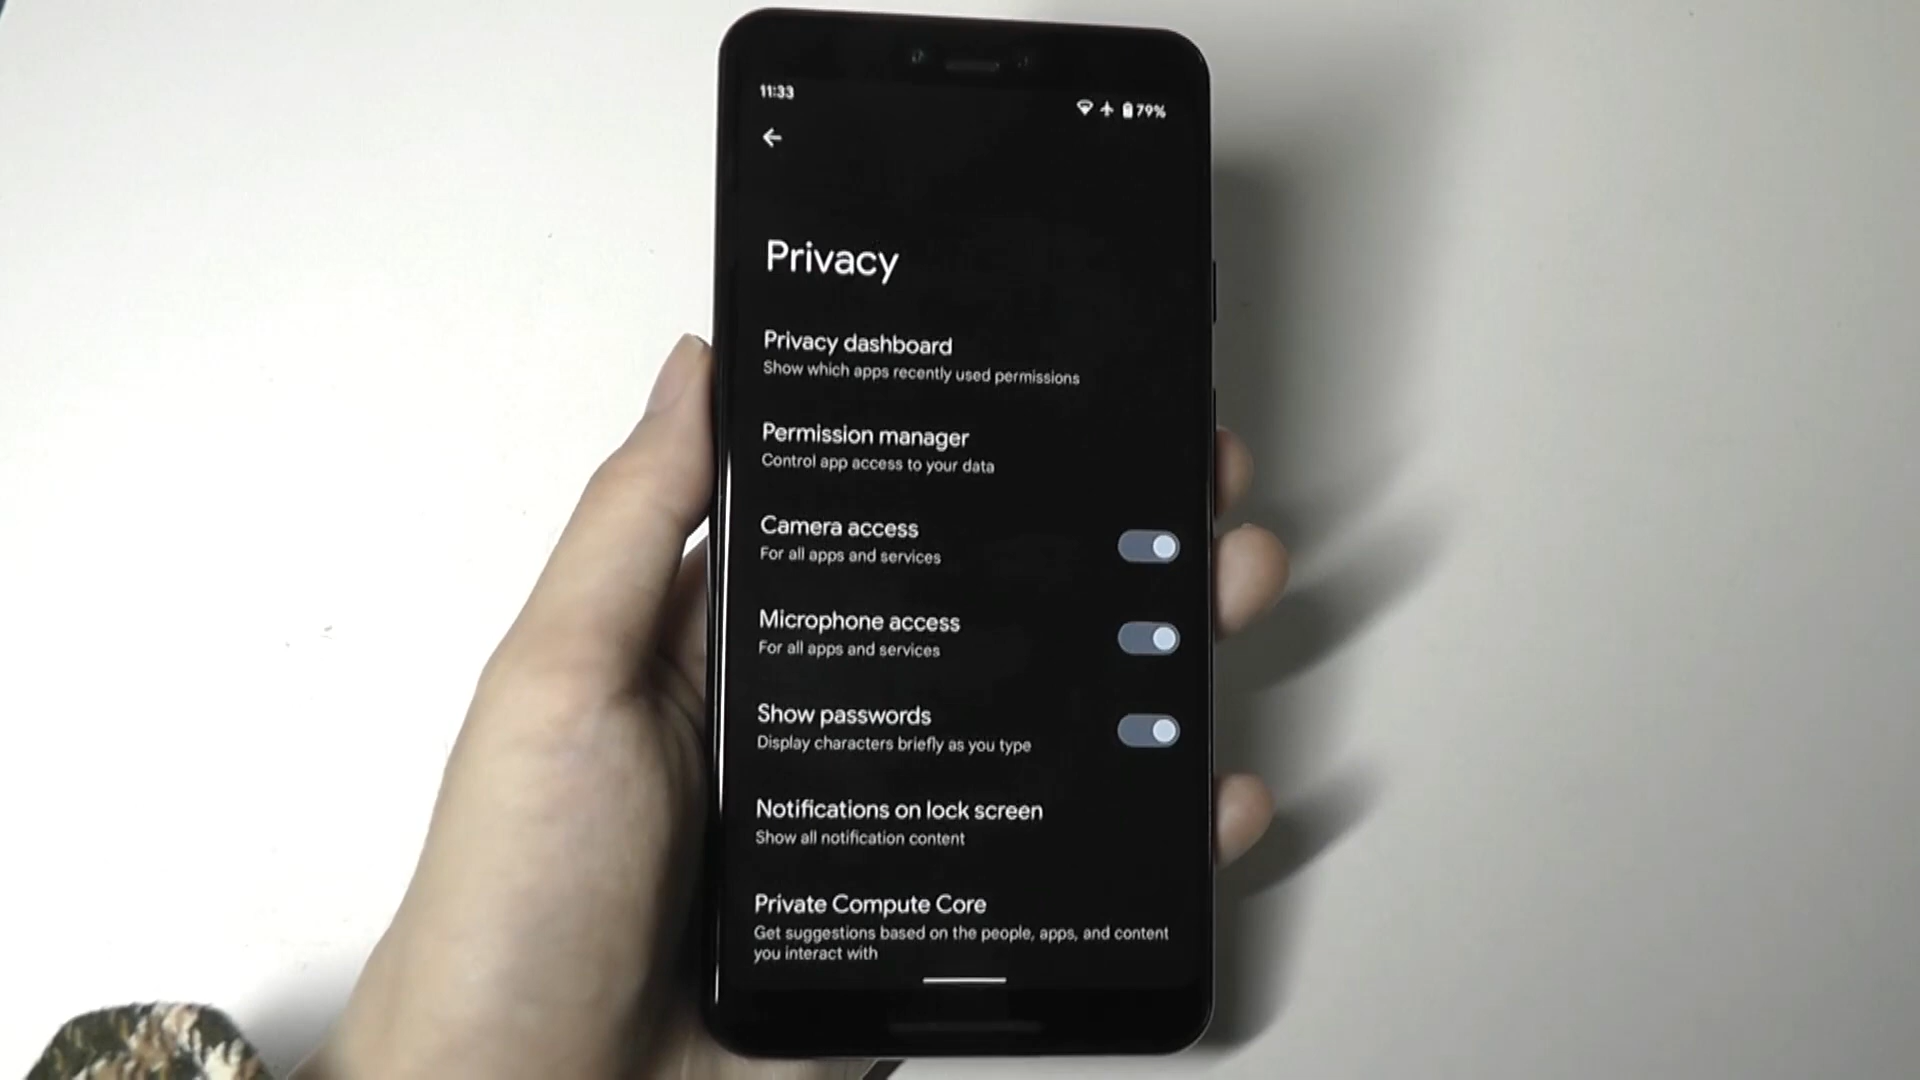 11:33
79%
Privacy
Privacy dashboard
Show which apps recently used permissions
Permission manager
Control app access to your data
Camera access
For all apps and services
Microphone access
For all apps and services
Show passwords
Display characters briefly as you type
Notifications on lock screen
Show all notification content
Private Compute Core
Get suggestions based on the people, apps, and content
you interact with